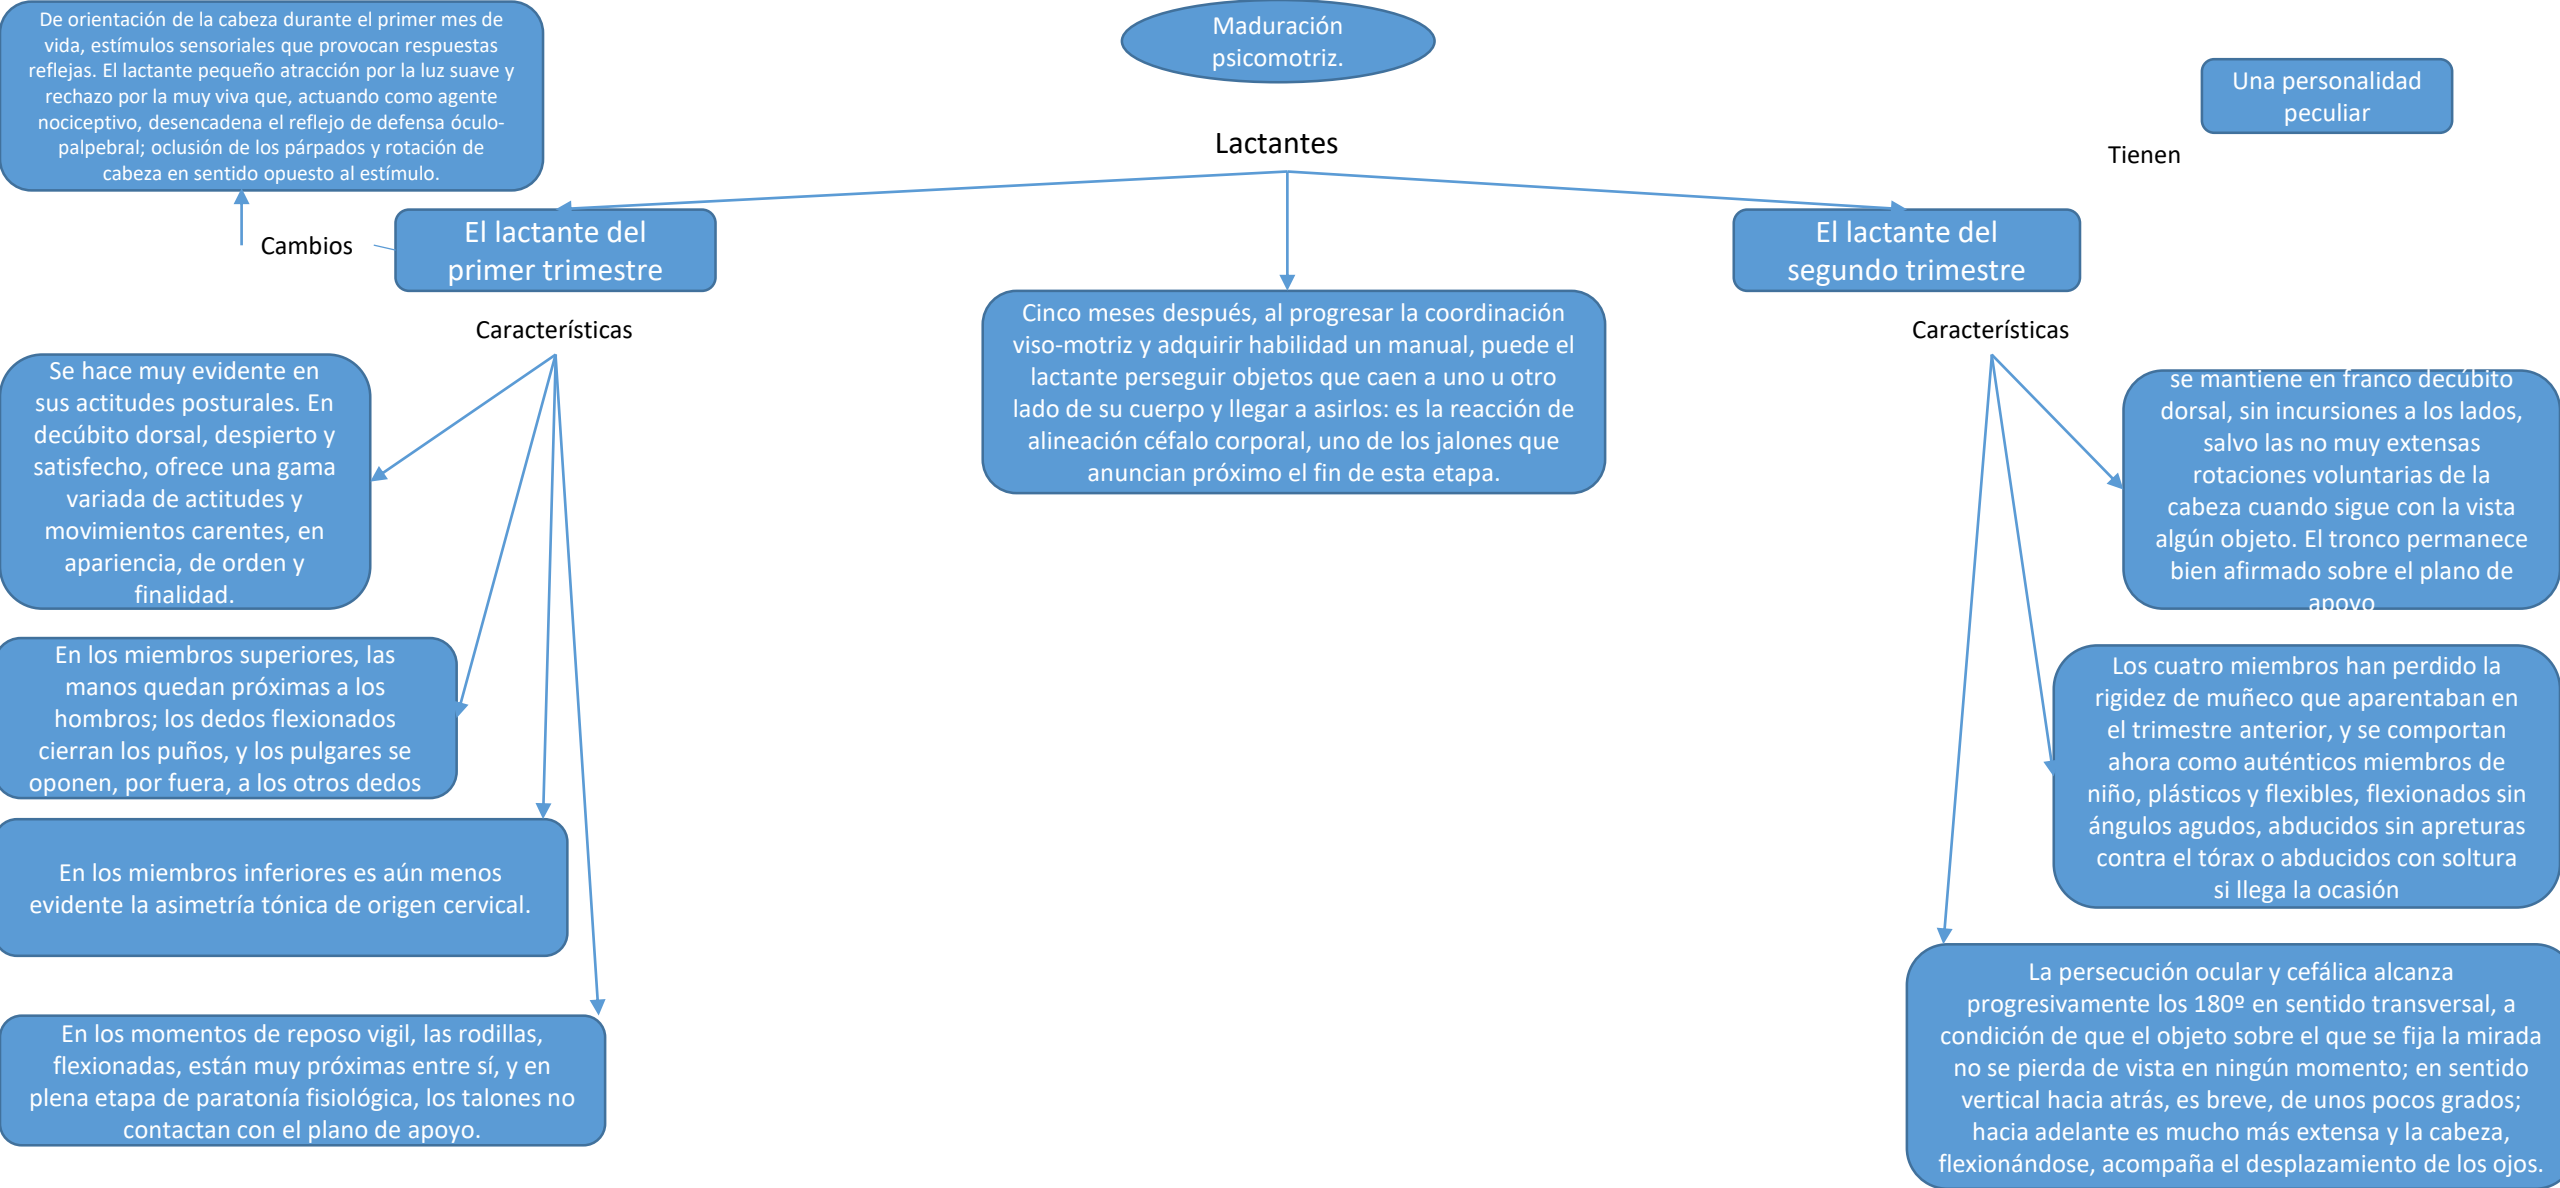 De orientación de la cabeza durante el primer mes de
vida, estímulos sensoriales que provocan respuestas
reflejas. El lactante pequeño atracción por la luz suave y
rechazo por la muy viva que, actuando como agente
nociceptivo, desencadena el reflejo de defensa óculo-
palpebral; oclusión de los párpados y rotación de
cabeza en sentido opuesto al estímulo.
Maduración
psicomotriz.
Una personalidad
peculiar
Lactantes
Tienen
Cambios
El lactante del
primer trimestre
El lactante del
segundo trimestre
Cinco meses después, al progresar la coordinación
viso-motriz y adquirir habilidad un manual, puede el
lactante perseguir objetos que caen a uno u otro
lado de su cuerpo y llegar a asirlos: es la reacción de
alineación céfalo corporal, uno de los jalones que
anuncian próximo el fin de esta etapa.
Características
Se hace muy evidente en
sus actitudes posturales. En
decúbito dorsal, despierto y
satisfecho, ofrece una gama
variada de actitudes y
movimientos carentes, en
apariencia, de orden y
finalidad.
En los miembros superiores, las
manos quedan próximas a los
hombros; los dedos flexionados
cierran los puños, y los pulgares se
oponen, por fuera, a los otros dedos
En los miembros inferiores es aún menos
evidente la asimetría tónica de origen cervical.
En los momentos de reposo vigil, las rodillas,
flexionadas, están muy próximas entre sí, y en
plena etapa de paratonía fisiológica, los talones no
contactan con el plano de apoyo.
Características
se mantiene en franco decúbito
dorsal, sin incursiones a los lados,
salvo las no muy extensas
rotaciones voluntarias de la
cabeza cuando sigue con la vista
algún objeto. El tronco permanece
bien afirmado sobre el plano de
apoyo
Los cuatro miembros han perdido la
rigidez de muñeco que aparentaban en
el trimestre anterior, y se comportan
ahora como auténticos miembros de
niño, plásticos y flexibles, flexionados sin
ángulos agudos, abducidos sin apreturas
contra el tórax o abducidos con soltura
si llega la ocasión
La persecución ocular y cefálica alcanza
progresivamente los 180º en sentido transversal, a
condición de que el objeto sobre el que se fija la mirada
no se pierda de vista en ningún momento; en sentido
vertical hacia atrás, es breve, de unos pocos grados;
hacia adelante es mucho más extensa y la cabeza,
flexionándose, acompaña el desplazamiento de los ojos.